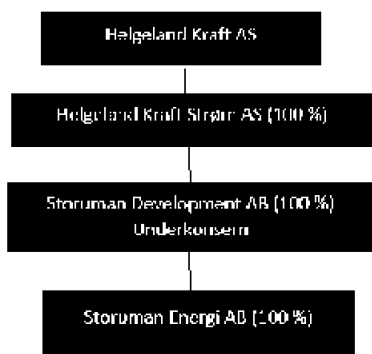 Helgeland Kraft AS
Helgeland Kraft Strøm AS (100 %)
Storuman Development AB (100 %)
Underkonsern
Storuman Energi AB (100 %)